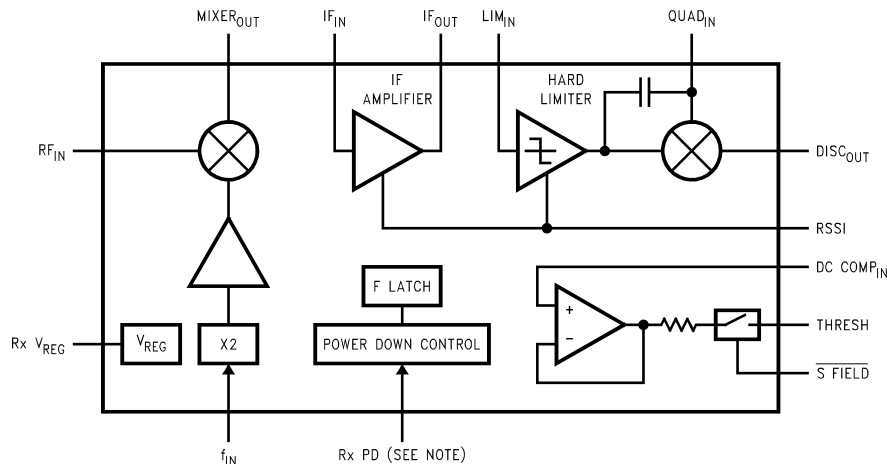 MIXER_OUT
IF_IN
IF_OUT
LIM_IN
QUAD_IN
IF
AMPLIFIER
HARD
LIMITER
RF_IN
DISC_OUT
RSSI
DC COMP_IN
F LATCH
+
−
THRESH
Rx V_REG
V_REG
X2
POWER DOWN CONTROL
S FIELD
f_IN
Rx PD (SEE NOTE)